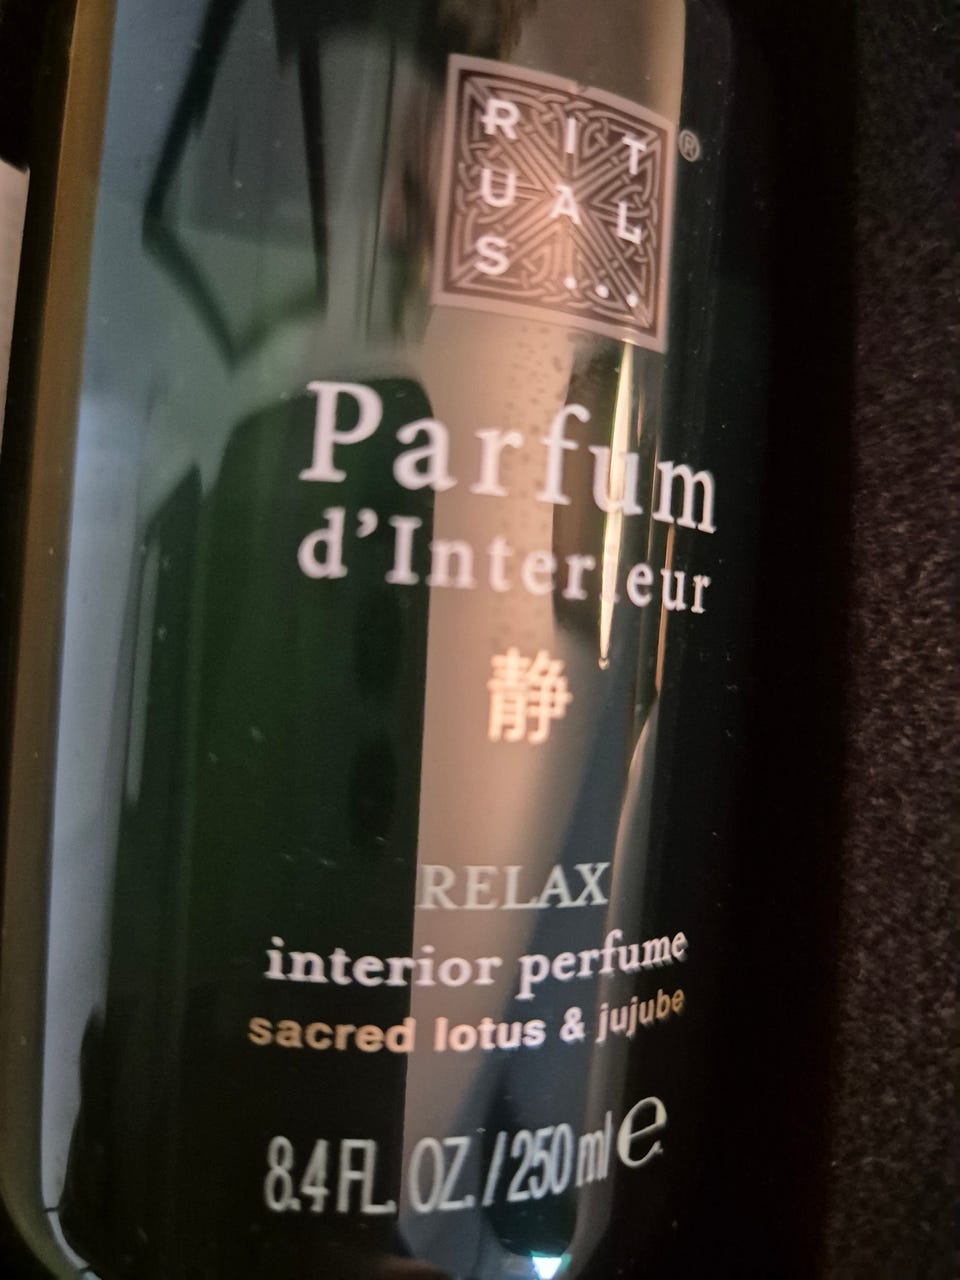 RIT
UAL
S...
®
Parfum
d'Interieur
静
RELAX
interior perfume
sacred lotus & jujube
8.4 FL. OZ. / 250 ml ℮